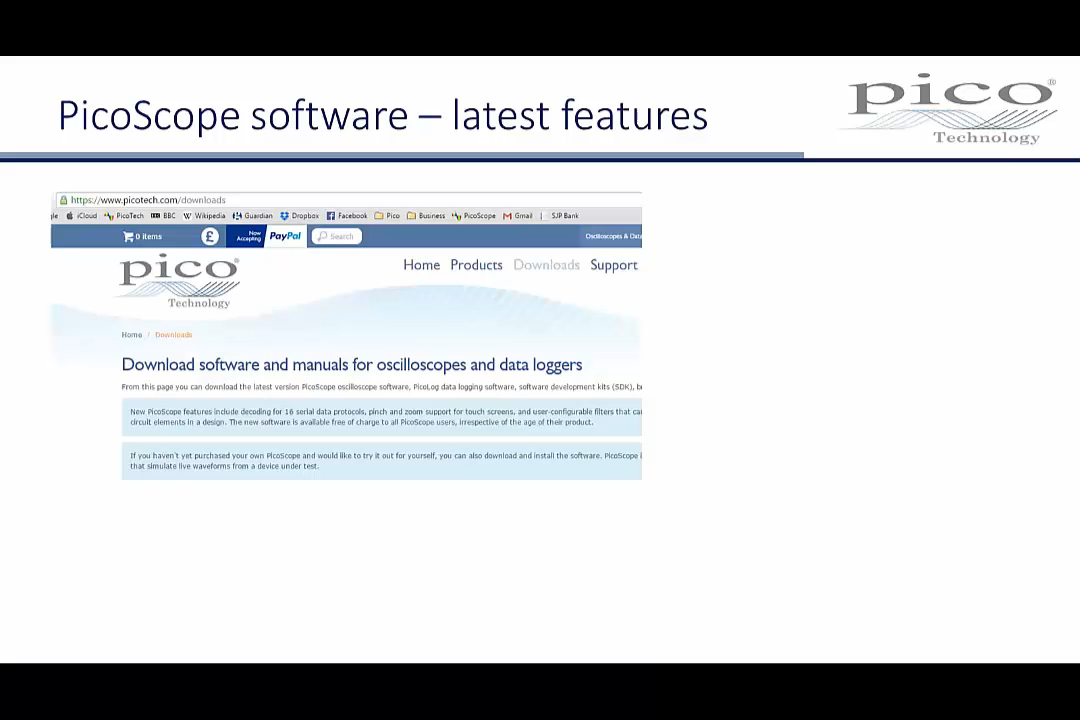 PicoScope software – latest features
pico®
Technology
https://www.picotech.com/downloads
iCloud PicoTech BBC Wikipedia Guardian Dropbox Facebook Pico Business PicoScope Gmail SJP Bank
0 items £ Now Accepting PayPal Search Oscilloscopes & Data
Home Products Downloads Support
pico®
Technology
Home / Downloads
Download software and manuals for oscilloscopes and data loggers
From this page you can download the latest version PicoScope oscilloscope software, PicoLog data logging software, software development kits (SDK),
New PicoScope features include decoding for 16 serial data protocols, pinch and zoom support for touch screens, and user-configurable filters that
circuit elements in a design. The new software is available free of charge to all PicoScope users, irrespective of the age of their product.
If you haven't yet purchased your own PicoScope and would like to try it out for yourself, you can also download and install the software. PicoScope
that simulate live waveforms from a device under test.